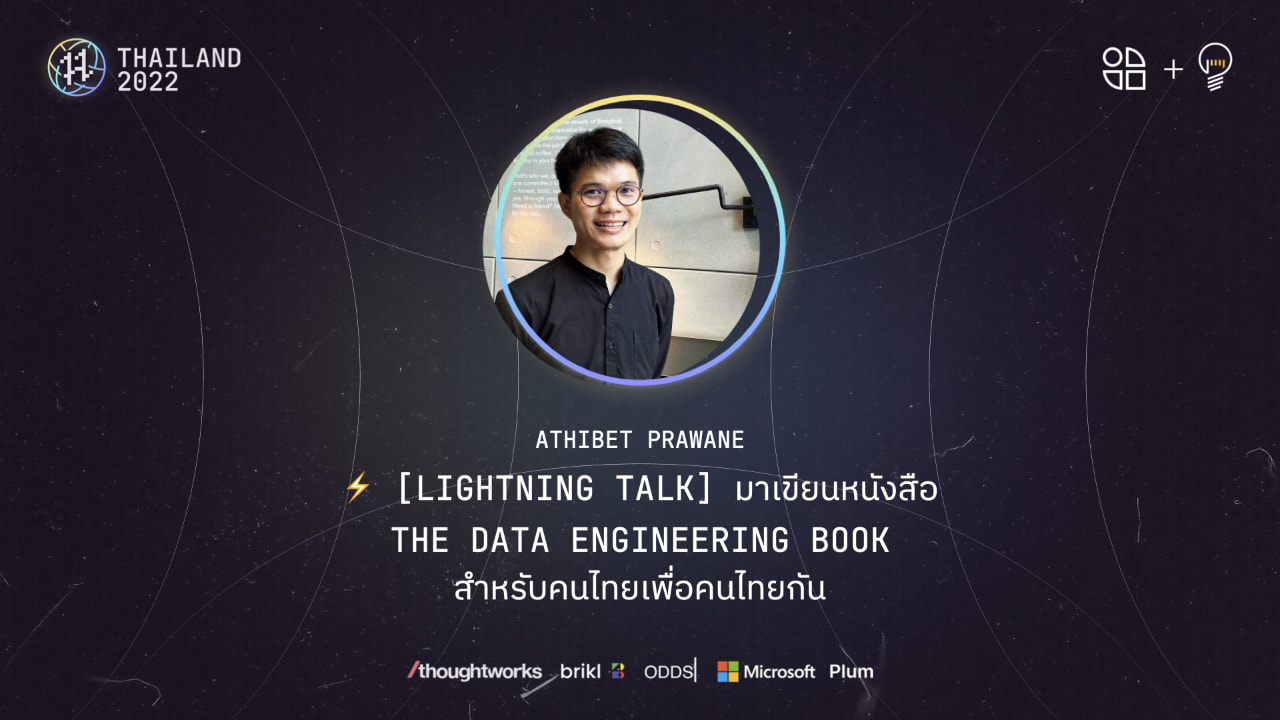 THAILAND
2022
ATHIBET PRAWANE
⚡ [LIGHTNING TALK] มาเขียนหนังสือ
THE DATA ENGINEERING BOOK
สำหรับคนไทยเพื่อคนไทยกัน
/thoughtworks brikl ODDS| Microsoft Plum